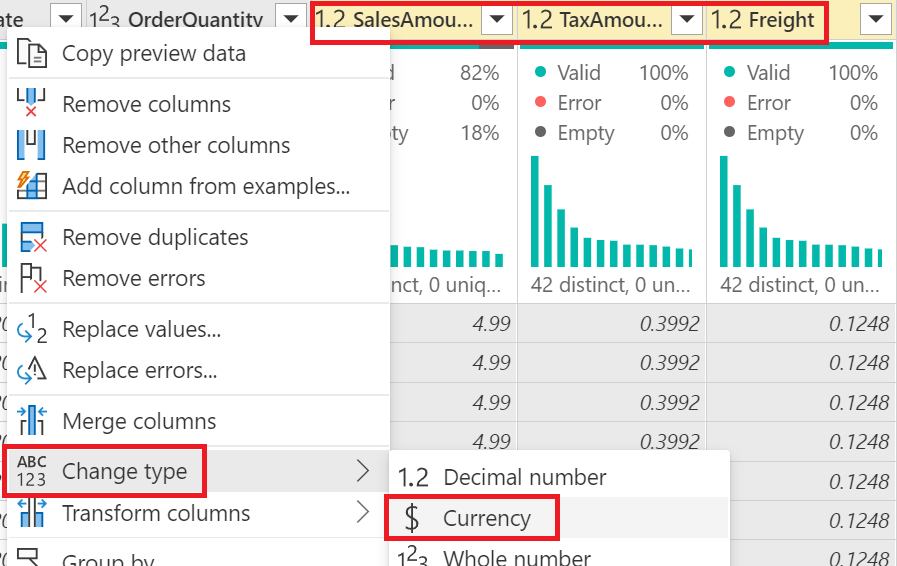 ate 1²3 OrderQuantity 1.2 SalesAmou... 1.2 TaxAmou... 1.2 Freight
Copy preview data
Remove columns
Remove other columns
Add column from examples...
Remove duplicates
Remove errors
Replace values...
Replace errors...
Merge columns
ABC 123 Change type
Transform columns
Group by
d 82%
r 0%
ty 18%
nct, 0 uniq...
Valid 100%
Error 0%
Empty 0%
42 distinct, 0 un...
Valid 100%
Error 0%
Empty 0%
42 distinct, 0 un...
4.99 0.3992 0.1248
4.99 0.3992 0.1248
4.99 0.3992 0.1248
4.99 0.3992 0.1248
0.1248
0.1248
0.1248
1.2 Decimal number
$ Currency
1²3 Whole number